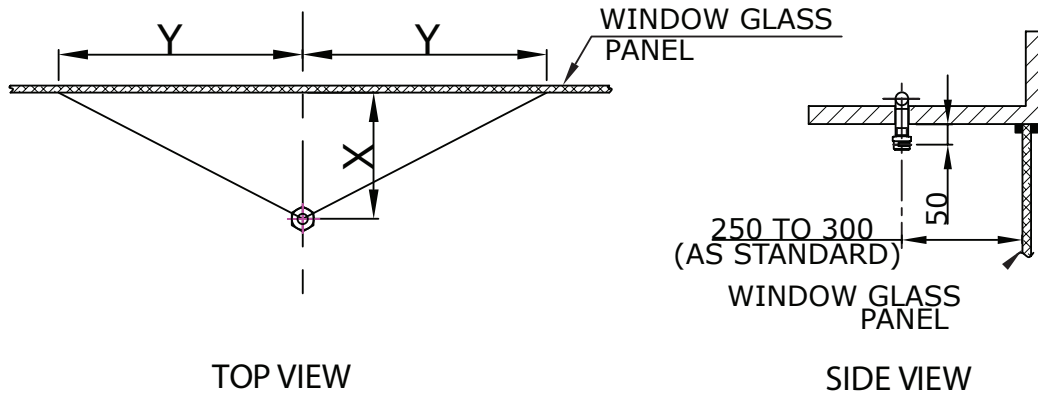 Y
Y
WINDOW GLASS
PANEL
X
50
250 TO 300
(AS STANDARD)
WINDOW GLASS
PANEL
TOP VIEW
SIDE VIEW